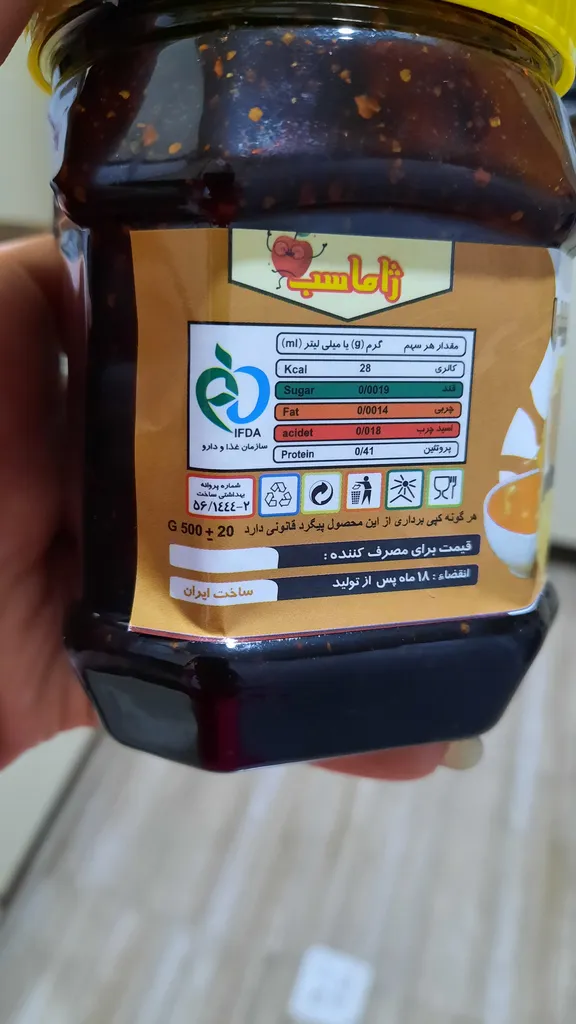 ژاماسب
مقدار هر سهم گرم (g) یا میلی لیتر (ml)
کالری 28 Kcal
قند 0/0019 Sugar
چربی 0/0014 Fat
اسید چرب 0/018 acidet
پروتئین 0/41 Protein
IFDA
سازمان غذا و دارو
شماره پروانه
بهداشتی ساخت
۵۶/۱٤٤٤-۲
هر گونه کپی برداری از این محصول پیگرد قانونی دارد G 500 ± 20
قیمت برای مصرف کننده :
انقضاء : ۱۸ ماه پس از تولید
ساخت ایران